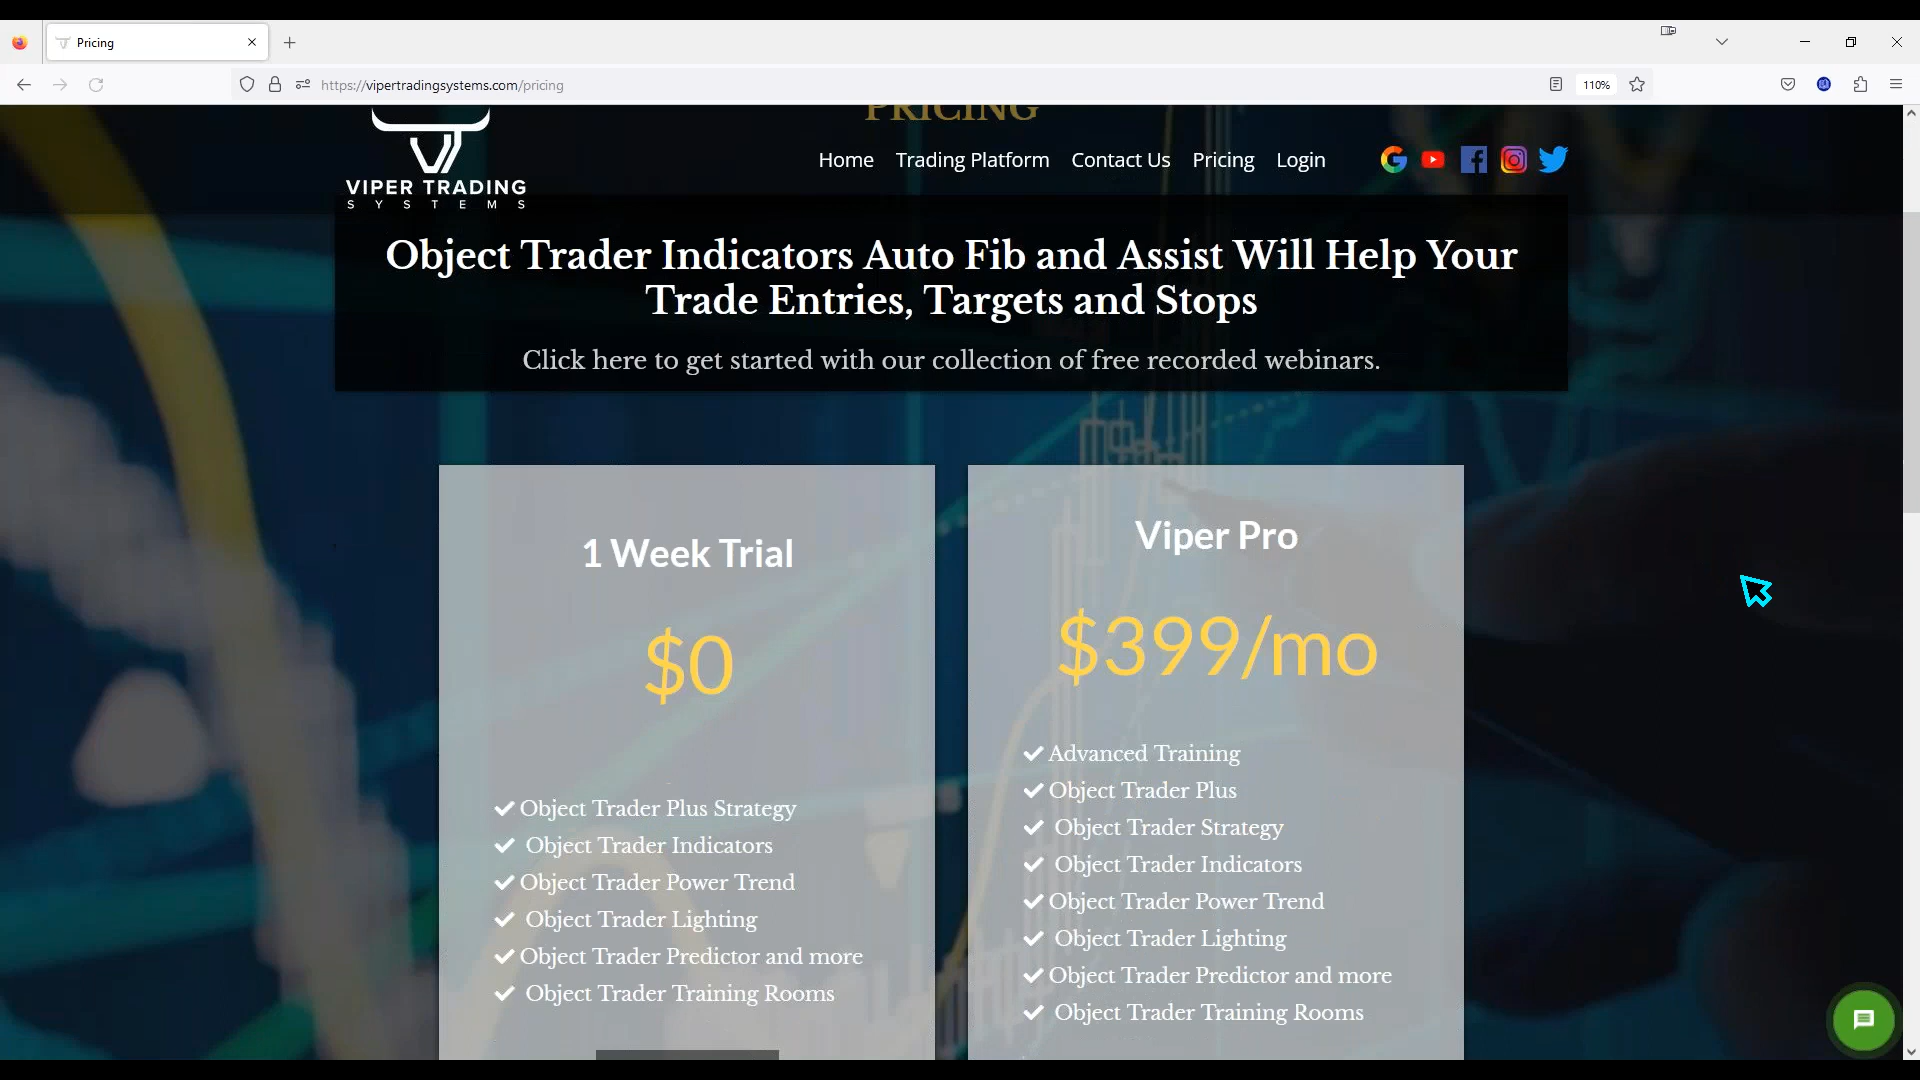 Pricing
https://vipertradingsystems.com/pricing
110%
PRICING
VIPER TRADING
SYSTEMS
Home Trading Platform Contact Us Pricing Login
Object Trader Indicators Auto Fib and Assist Will Help Your
Trade Entries, Targets and Stops
Click here to get started with our collection of free recorded webinars.
1 Week Trial
$0
Object Trader Plus Strategy
Object Trader Indicators
Object Trader Power Trend
Object Trader Lighting
Object Trader Predictor and more
Object Trader Training Rooms
Viper Pro
$399/mo
Advanced Training
Object Trader Plus
Object Trader Strategy
Object Trader Indicators
Object Trader Power Trend
Object Trader Lighting
Object Trader Predictor and more
Object Trader Training Rooms